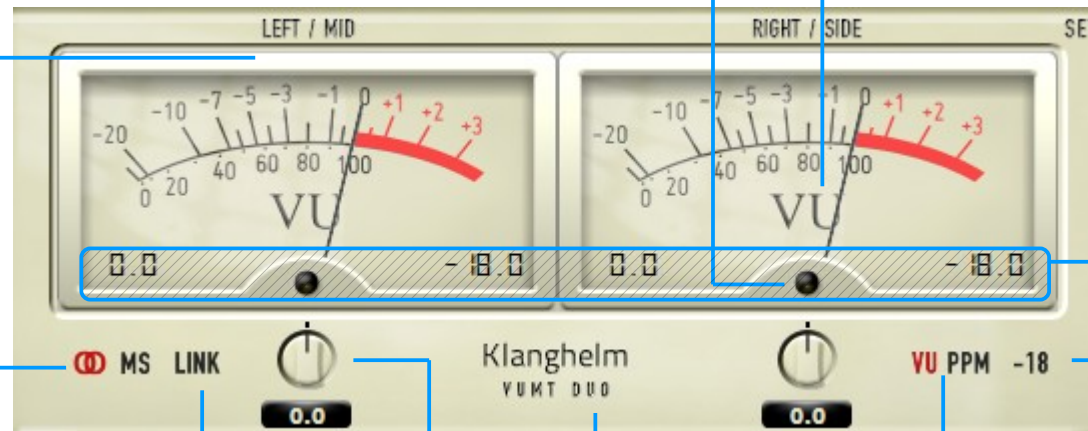 LEFT / MID RIGHT / SIDE SE
-20 -10 -7 -5 -3 -1 0 +1 +2 +3
0 20 40 60 80 100
VU
0.0 -18.0
-20 -10 -7 -5 -3 -1 0 +1 +2 +3
0 20 40 60 80 100
VU
0.0 -18.0
MS LINK
Klanghelm
VUMT DUO
VU PPM -18
0.0 0.0